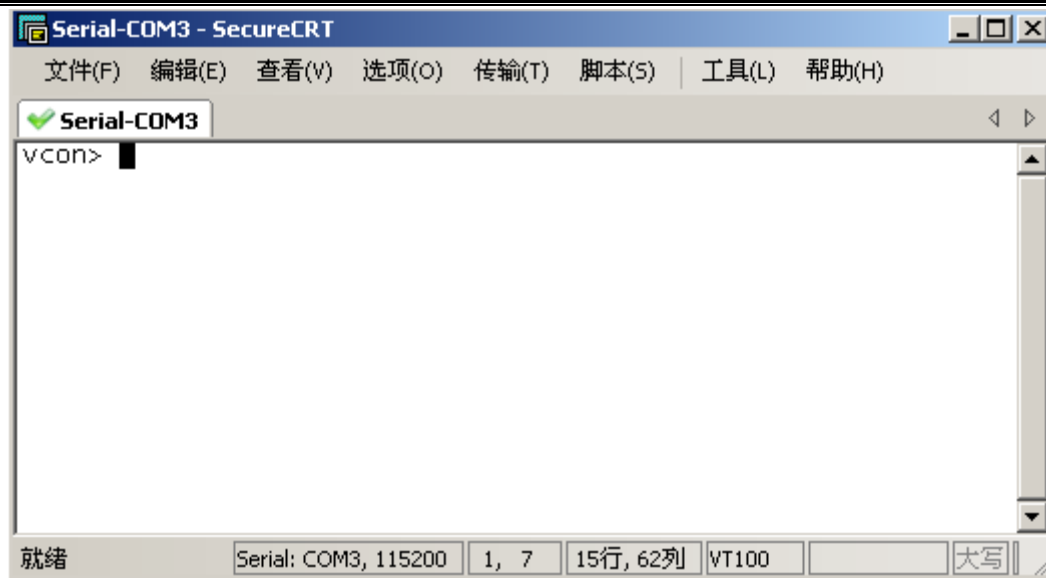 Serial-COM3 - SecureCRT
文件(F) 编辑(E) 查看(V) 选项(O) 传输(T) 脚本(S) 工具(L) 帮助(H)
Serial-COM3
vcon>
就绪 Serial: COM3, 115200 1, 7 15行, 62列 VT100 大写